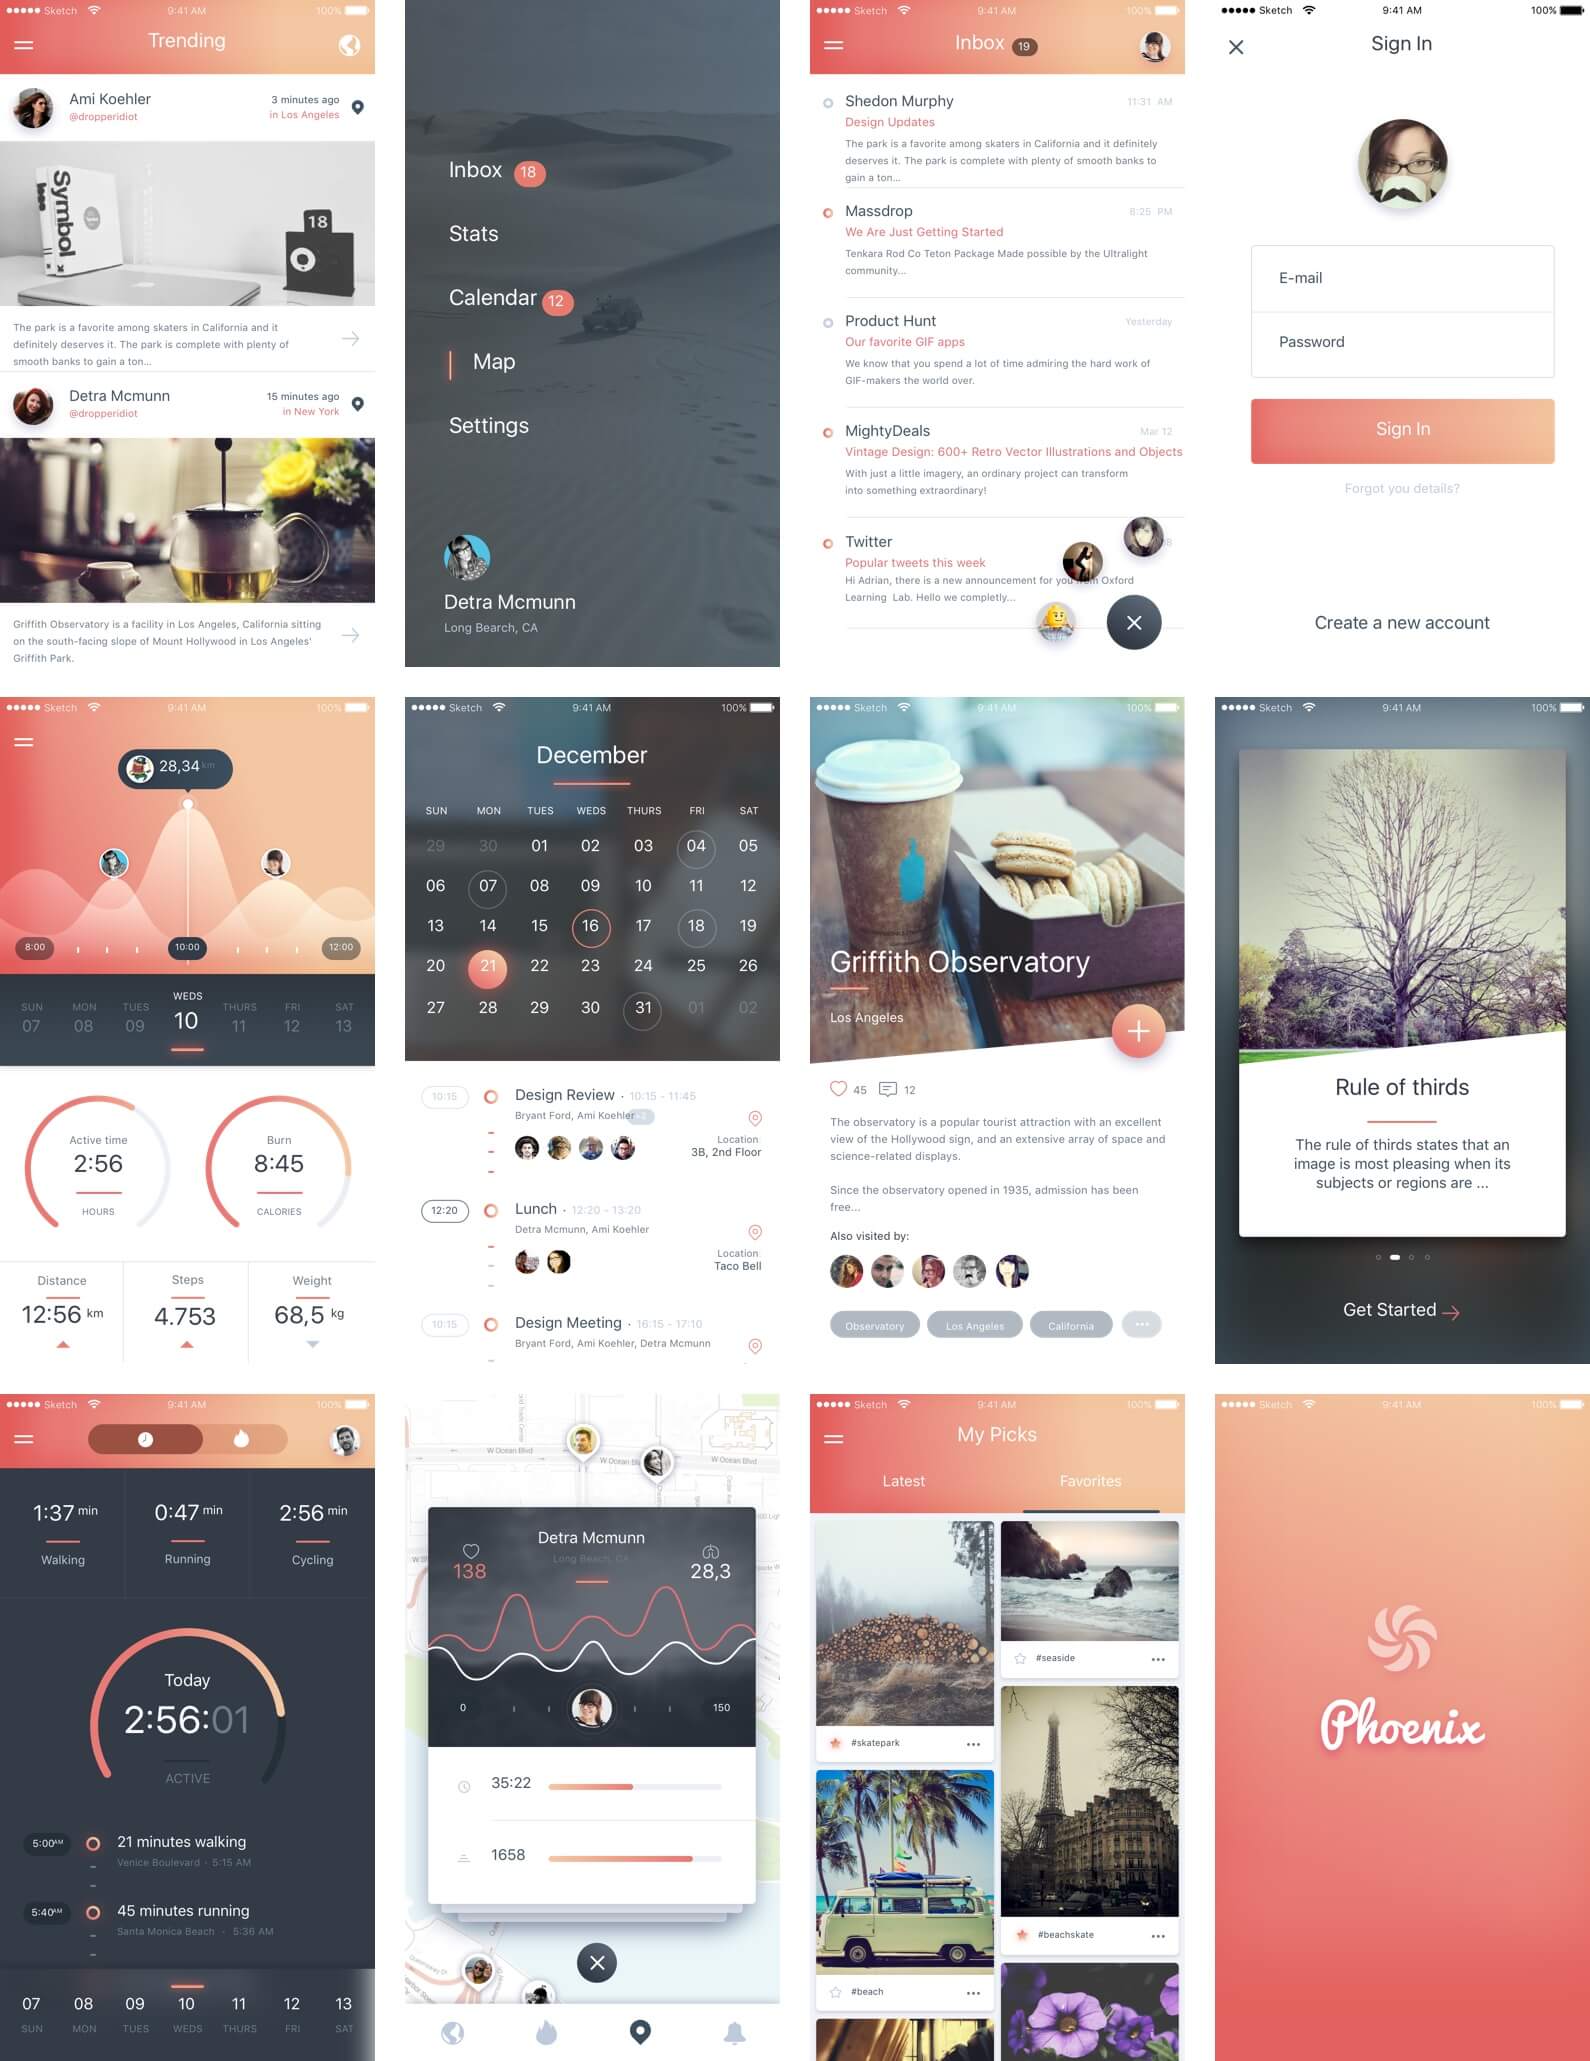 Sketch 9:41 AM 100%
Trending
Ami Koehler
@dropperidiot
3 minutes ago
in Los Angeles
Symbol
18
The park is a favorite among skaters in California and it
definitely deserves it. The park is complete with plenty of
smooth banks to gain a ton...
Detra Mcmunn
@dropperidiot
15 minutes ago
in New York
Griffith Observatory is a facility in Los Angeles, California sitting
on the south-facing slope of Mount Hollywood in Los Angeles'
Griffith Park.
Inbox 18
Stats
Calendar 12
Map
Settings
Detra Mcmunn
Long Bearch, CA
Sketch 9:41 AM 100%
Inbox 19
Shedon Murphy 11:31 AM
Design Updates
The park is a favorite among skaters in California and it definitely
deserves it. The park is complete with plenty of smooth banks to
gain a ton...
Massdrop 8:25 PM
We Are Just Getting Started
Tenkara Rod Co Teton Package Made possible by the Ultralight
community...
Product Hunt Yesterday
Our favorite GIF apps
We know that you spend a lot of time admiring the hard work of
GIF-makers the world over.
MightyDeals Mar 12
Vintage Design: 600+ Retro Vector Illustrations and Objects
With just a little imagery, an ordinary project can transform
into something extraordinary!
Twitter
Popular tweets this week
Hi Adrian, there is a new announcement for you from Oxford
Learning Lab. Hello we completly...
Sketch 9:41 AM 100%
Sign In
E-mail
Password
Sign In
Forgot you details?
Create a new account
Sketch 9:41 AM 100%
28,34 km
8:00 10:00 12:00
SUN MON TUES WEDS THURS FRI SAT
07 08 09 10 11 12 13
Active time
2:56
HOURS
Burn
8:45
CALORIES
Distance
12:56 km
Steps
4.753
Weight
68,5 kg
Sketch 9:41 AM 100%
December
SUN MON TUES WEDS THURS FRI SAT
29 30 01 02 03 04 05
06 07 08 09 10 11 12
13 14 15 16 17 18 19
20 21 22 23 24 25 26
27 28 29 30 31 01 02
10:15 Design Review · 10:15 - 11:45
Bryant Ford, Ami Koehler
Location:
3B, 2nd Floor
12:20 Lunch · 12:20 - 13:20
Detra Mcmunn, Ami Koehler
Location:
Taco Bell
10:15 Design Meeting · 16:15 - 17:10
Bryant Ford, Ami Koehler, Detra Mcmunn
Sketch 9:41 AM 100%
Griffith Observatory
Los Angeles
45 12
The observatory is a popular tourist attraction with an excellent
view of the Hollywood sign, and an extensive array of space and
science-related displays.
Since the observatory opened in 1935, admission has been
free...
Also visited by:
Observatory Los Angeles California ...
Sketch 9:41 AM 100%
Rule of thirds
The rule of thirds states that an
image is most pleasing when its
subjects or regions are ...
Get Started
Sketch 9:41 AM 100%
1:37 min 0:47 min 2:56 min
Walking Running Cycling
Today
2:56:01
ACTIVE
5:00AM 21 minutes walking
Venice Boulevard · 5:15 AM
5:40AM 45 minutes running
Santa Monica Beach · 5:36 AM
07 08 09 10 11 12 13
SUN MON TUES WEDS THURS FRI SAT
W Ocean Blvd
W Ocean Blvd
W Ocean Blvd
Detra Mcmunn
Long Beach, CA
138 28,3
0 150
35:22
1658
Sketch 9:41 AM 100%
My Picks
Latest Favorites
#seaside
#skatepark
#beachskate
#beach
Sketch 9:41 AM 100%
Phoenix